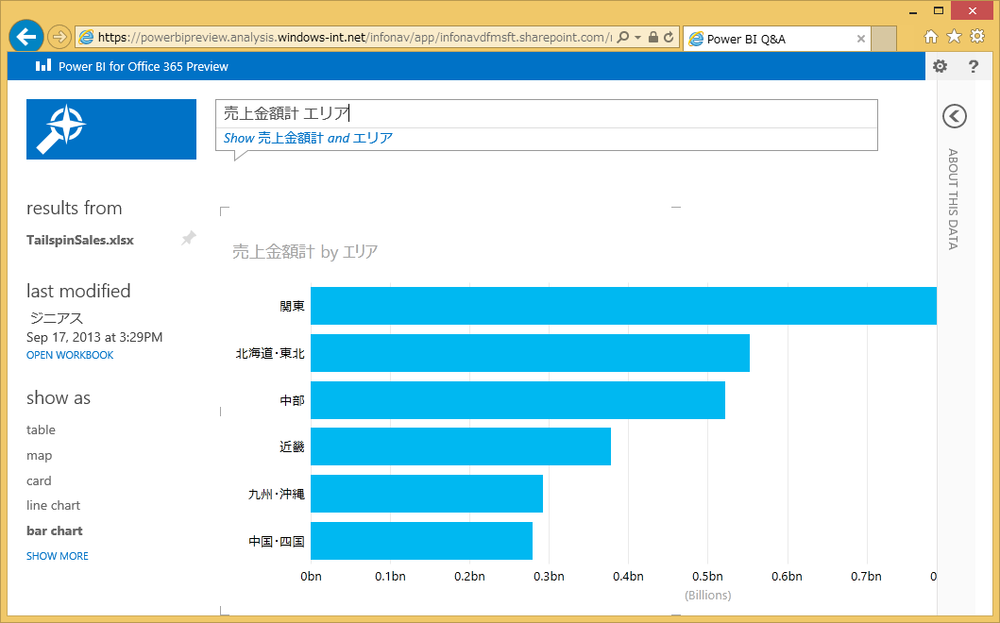 https://powerbipreview.analysis.windows-int.net/infonav/app/infonavdfmsft.sharepoint.com/
Power BI Q&A
Power BI for Office 365 Preview
?
売上金額計 エリア
Show 売上金額計 and エリア
ABOUT THIS DATA
results from
TailspinSales.xlsx
last modified
ジニアス
Sep 17, 2013 at 3:29PM
OPEN WORKBOOK
show as
table
map
card
line chart
bar chart
SHOW MORE
売上金額計 by エリア
関東
北海道・東北
中部
近畿
九州・沖縄
中国・四国
0bn 0.1bn 0.2bn 0.3bn 0.4bn 0.5bn 0.6bn 0.7bn 0
(Billions)